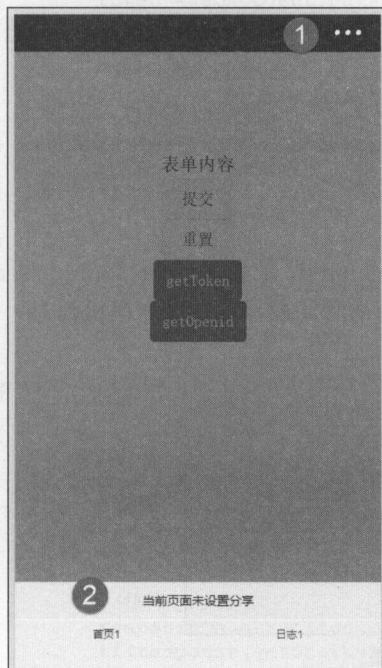 1 •••
表单内容
提交
重置
getToken
getOpenid
2 当前页面未设置分享
首页1 日志1